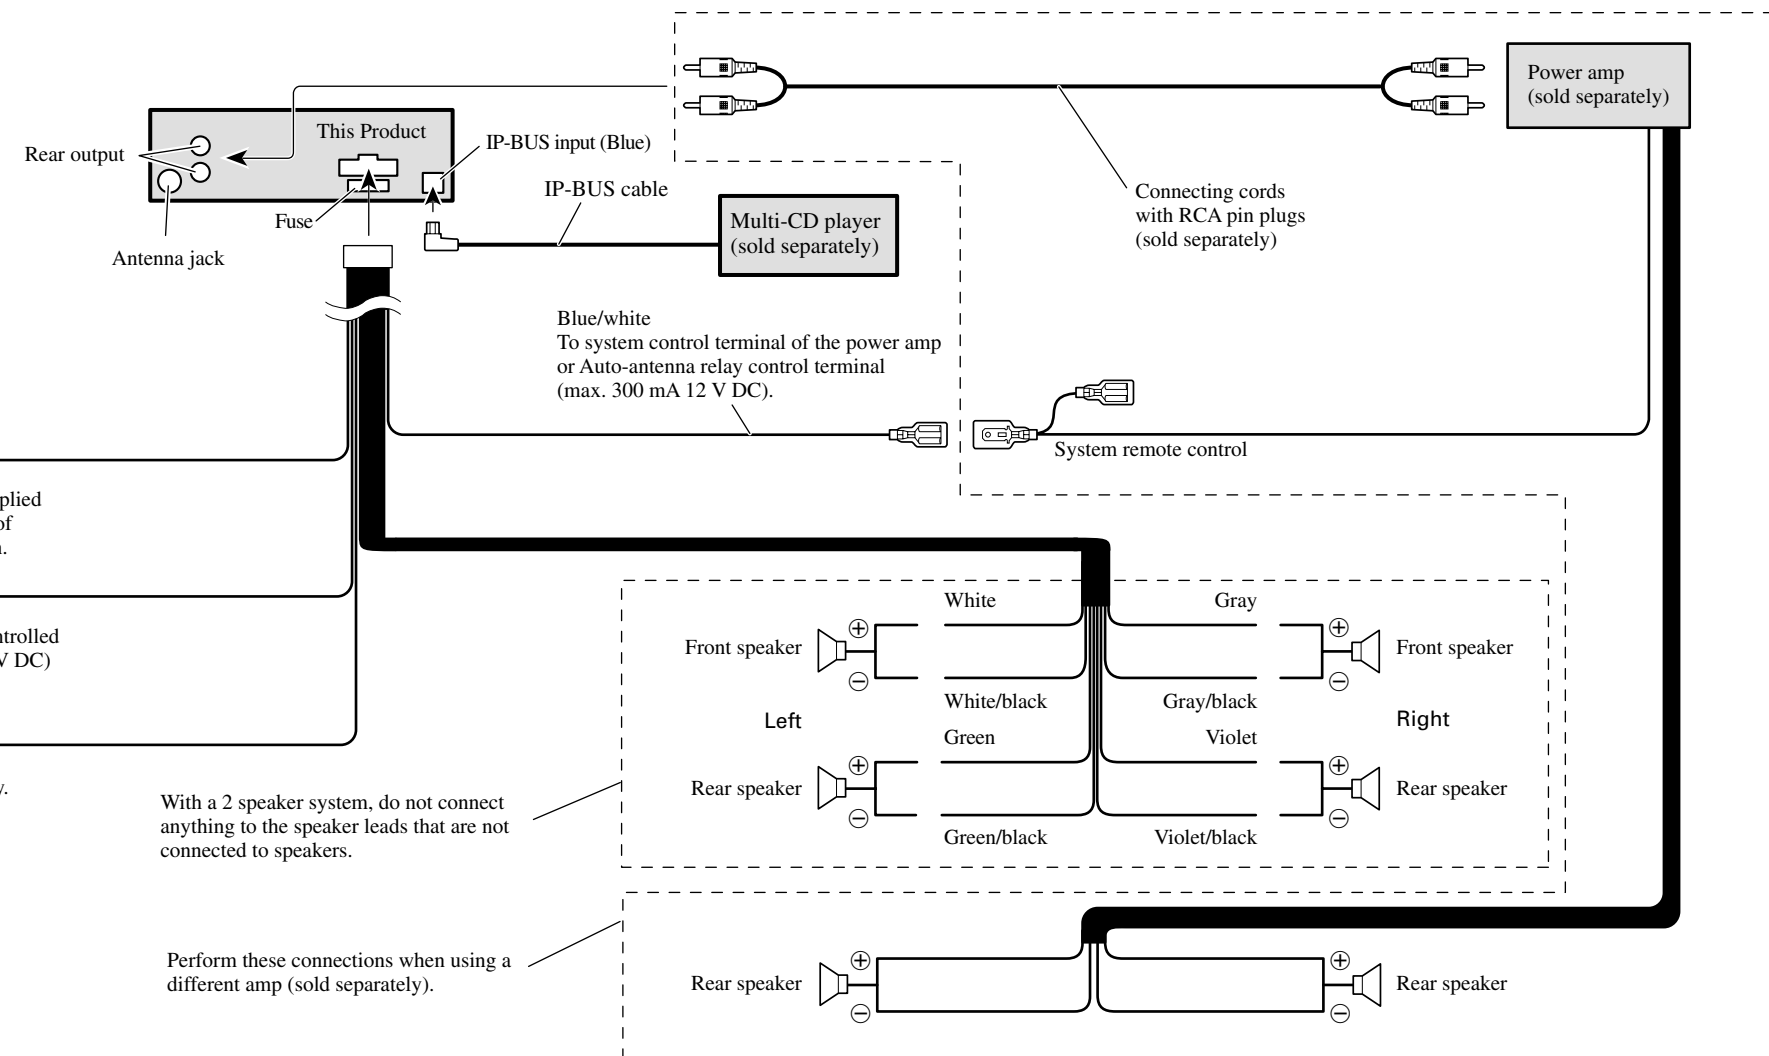 Power amp
(sold separately)
This Product
Rear output
IP-BUS input (Blue)
IP-BUS cable
Fuse
Antenna jack
Multi-CD player
(sold separately)
Connecting cords
with RCA pin plugs
(sold separately)
Blue/white
To system control terminal of the power amp
or Auto-antenna relay control terminal
(max. 300 mA 12 V DC).
System remote control
plied
of
ntrolled
V DC)
y.
White
Gray
Front speaker
⊕
⊕
Front speaker
⊖
⊖
White/black
Gray/black
Left
Right
Green
Violet
Rear speaker
⊕
⊕
Rear speaker
⊖
⊖
Green/black
Violet/black
With a 2 speaker system, do not connect
anything to the speaker leads that are not
connected to speakers.
Perform these connections when using a
different amp (sold separately).
Rear speaker
⊕
⊕
Rear speaker
⊖
⊖